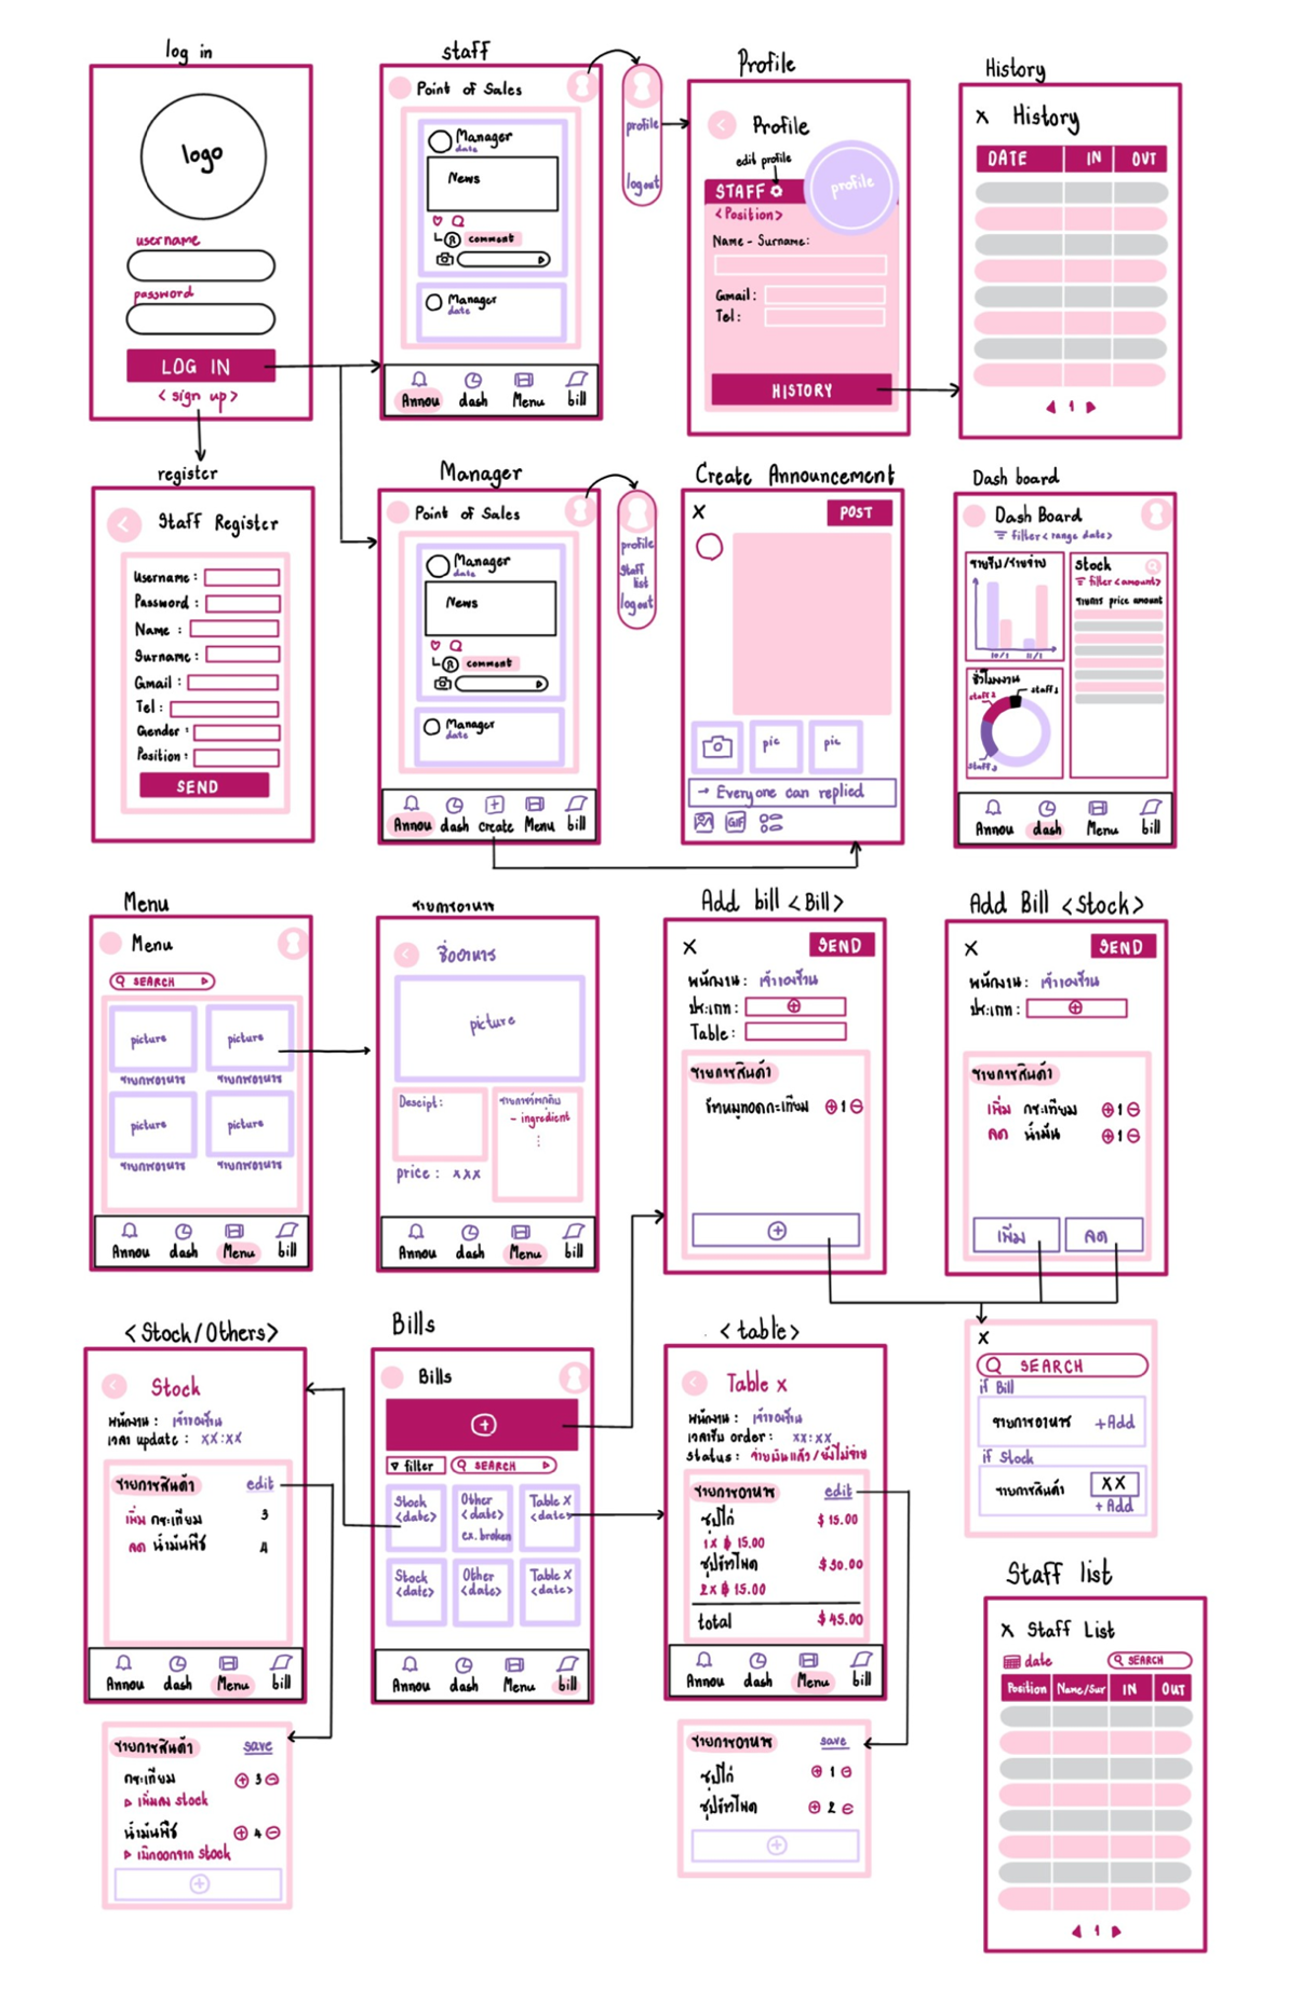 log in
logo
username
password
LOG IN
< sign up >
staff
Point of Sales
Manager
date
News
R comment
Manager
date
Annou dash Menu bill
profile
logout
Profile
Profile
edit profile
profile
STAFF
<Position>
Name - Surname:
Gmail :
Tel :
HISTORY
History
X History
DATE IN OUT
1
register
Staff Register
Username :
Password :
Name :
Surname :
Gmail :
Tel :
Gender :
Position :
SEND
Manager
Point of Sales
Manager
date
News
R comment
Manager
date
Annou dash create Menu bill
profile
staff
list
logout
Create Announcement
X POST
pic pic
→ Everyone can replied
GIF
Dash board
Dash Board
filter < range date>
รายรับ/รายจ่าย
10/1 11/1
ชั่วโมงงาน
staff 2
staff 1
staff 3
Stock
filter <amount>
รายการ price amount
Annou dash Menu bill
Menu
Menu
SEARCH
picture picture
รายการอาหาร รายการอาหาร
picture picture
รายการอาหาร รายการอาหาร
Annou dash Menu bill
รายการอาหาร
ชื่ออาหาร
picture
Descipt:
รายการวัตถุดิบ
- ingredient
price : xxx
Annou dash Menu bill
Add bill <Bill>
X SEND
พนักงาน : เจ้าของร้าน
ประเภท :
Table :
รายการสินค้า
ข้าวหมูทอดกะเทียม 1
Add Bill <Stock>
X SEND
พนักงาน : เจ้าของร้าน
ประเภท :
รายการสินค้า
เพิ่ม กระเทียม 1
ลด น้ำมัน 1
เพิ่ม ลด
<Stock/Others>
Stock
พนักงาน : เจ้าของร้าน
เวลา update : XX:XX
รายการสินค้า edit
เพิ่ม กระเทียม 3
ลด น้ำมันพืช 4
Annou dash Menu bill
รายการสินค้า save
กระเทียม 3
เพิ่มลง stock
น้ำมันพืช 4
เบิกออกจาก stock
Bills
Bills
filter SEARCH
Stock
<date>
Other
<date>
ex. broken
Table X
<date>
Stock
<date>
Other
<date>
Table X
<date>
Annou dash Menu bill
<table>
Table x
พนักงาน : เจ้าของร้าน
เวลารับ order : xx:xx
Status : จ่ายเงินแล้ว/ยังไม่จ่าย
รายการอาหาร edit
ซุปไก่ $ 15.00
1x ฿ 15.00
ซุปข้าวโพด $30.00
2x ฿ 15.00
total $45.00
Annou dash Menu bill
รายการอาหาร save
ซุปไก่ 1
ซุปข้าวโพด 2
X
SEARCH
if Bill
รายการอาหาร +Add
if Stock
รายการสินค้า XX
+ Add
Staff list
X Staff List
date SEARCH
Position Name/Sur IN OUT
1